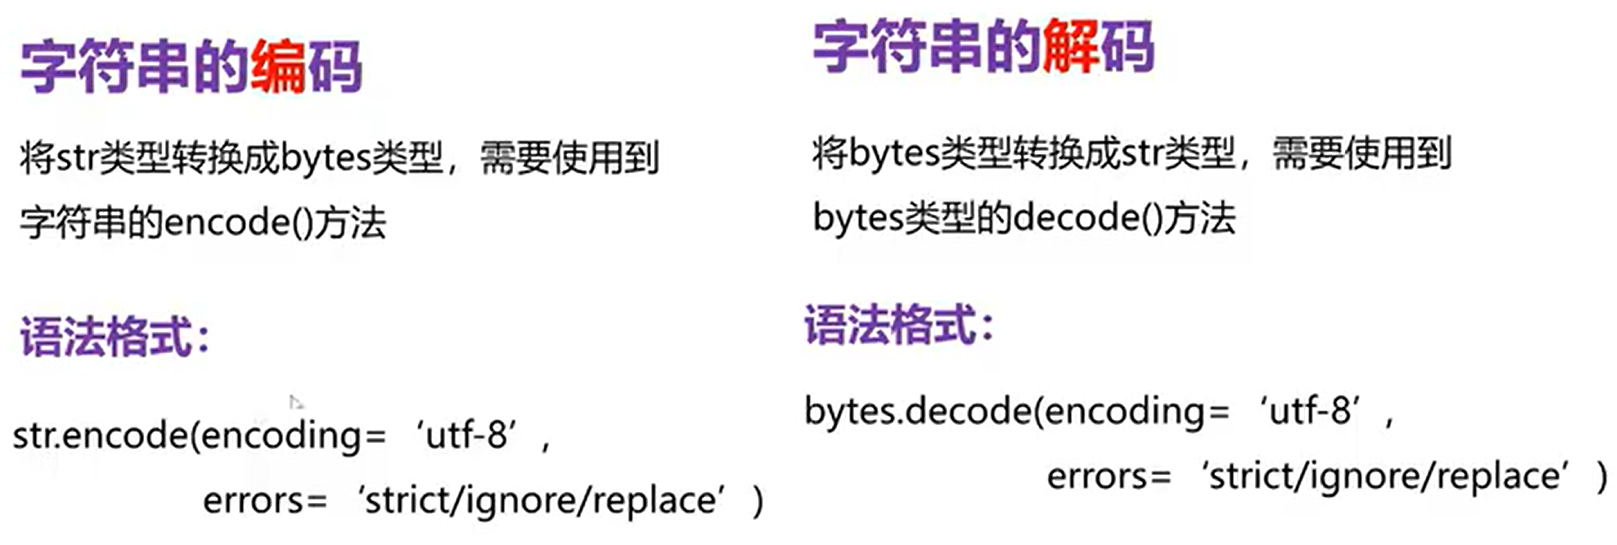 字符串的编码
将str类型转换成bytes类型，需要使用到
字符串的encode()方法
语法格式：
str.encode(encoding=‘utf-8’,
errors=‘strict/ignore/replace’)
字符串的解码
将bytes类型转换成str类型，需要使用到
bytes类型的decode()方法
语法格式：
bytes.decode(encoding=‘utf-8’,
errors=‘strict/ignore/replace’)